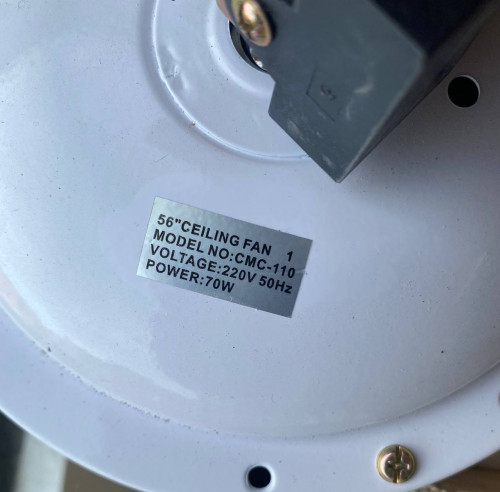 56"CEILING FAN 1
MODEL NO:CMC-110
VOLTAGE:220V 50Hz
POWER:70W